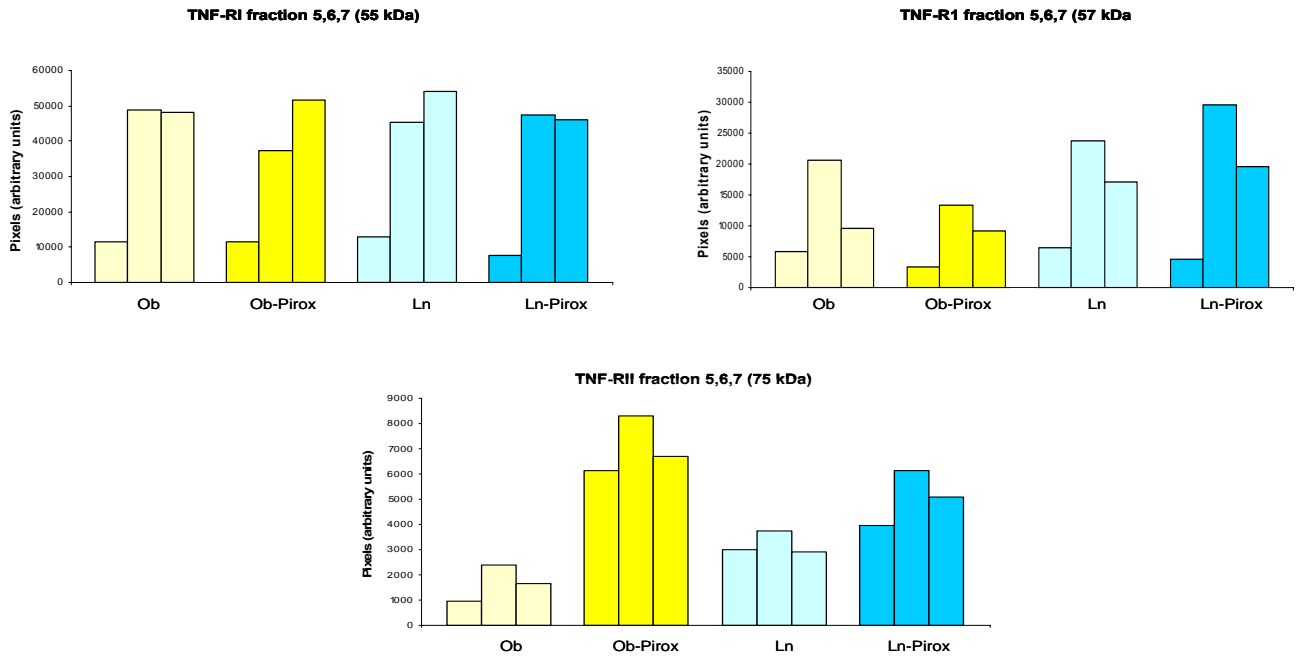 TNF-RI fraction 5,6,7 (55 kDa)
Pixels (arbitrary units)
60000
50000
40000
30000
20000
10000
0
Ob
Ob-Pirox
Ln
Ln-Pirox
TNF-R1 fraction 5,6,7 (57 kDa
Pixels (arbitrary units)
35000
30000
25000
20000
15000
10000
5000
0
Ob
Ob-Pirox
Ln
Ln-Pirox
TNF-RII fraction 5,6,7 (75 kDa)
Pixels (arbitrary units)
9000
8000
7000
6000
5000
4000
3000
2000
1000
0
Ob
Ob-Pirox
Ln
Ln-Pirox